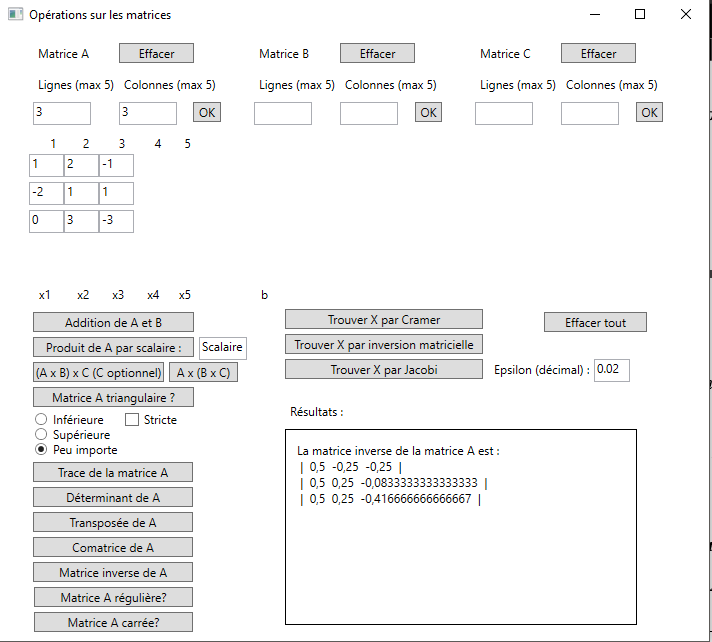 Opérations sur les matrices
Matrice A Effacer Matrice B Effacer Matrice C Effacer
Lignes (max 5) Colonnes (max 5) Lignes (max 5) Colonnes (max 5) Lignes (max 5) Colonnes (max 5)
3 3 OK OK OK
1 2 3 4 5
1 2 -1
-2 1 1
0 3 -3
x1 x2 x3 x4 x5 b
Addition de A et B Trouver X par Cramer Effacer tout
Produit de A par scalaire : Scalaire Trouver X par inversion matricielle
(A x B) x C (C optionnel) A x (B x C) Trouver X par Jacobi Epsilon (décimal) : 0.02
Matrice A triangulaire ?
Inférieure Stricte Résultats :
Supérieure
Peu importe La matrice inverse de la matrice A est :
Trace de la matrice A | 0,5 -0,25 -0,25 |
| 0,5 0,25 -0,0833333333333333 |
Déterminant de A | 0,5 0,25 -0,416666666666667 |
Transposée de A
Comatrice de A
Matrice inverse de A
Matrice A régulière?
Matrice A carrée?